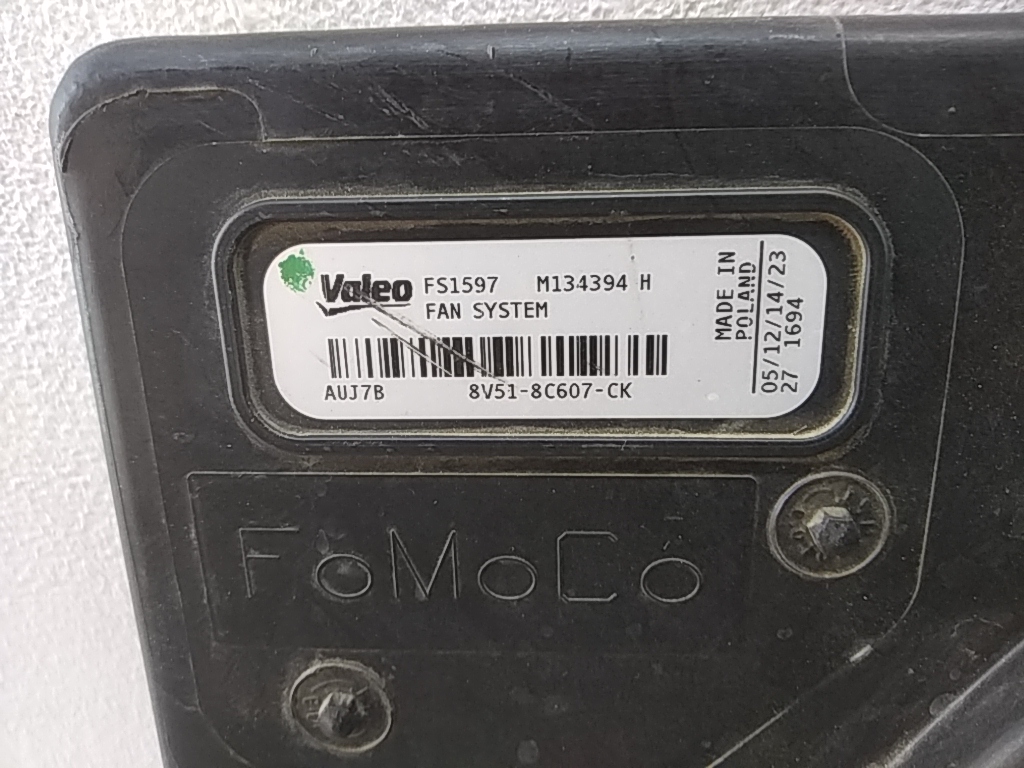 Valeo FS1597 M134394 H
FAN SYSTEM
AUJ7B 8V51-8C607-CK
MADE IN
POLAND
05/12/14/23
27 1694
FoMoCo